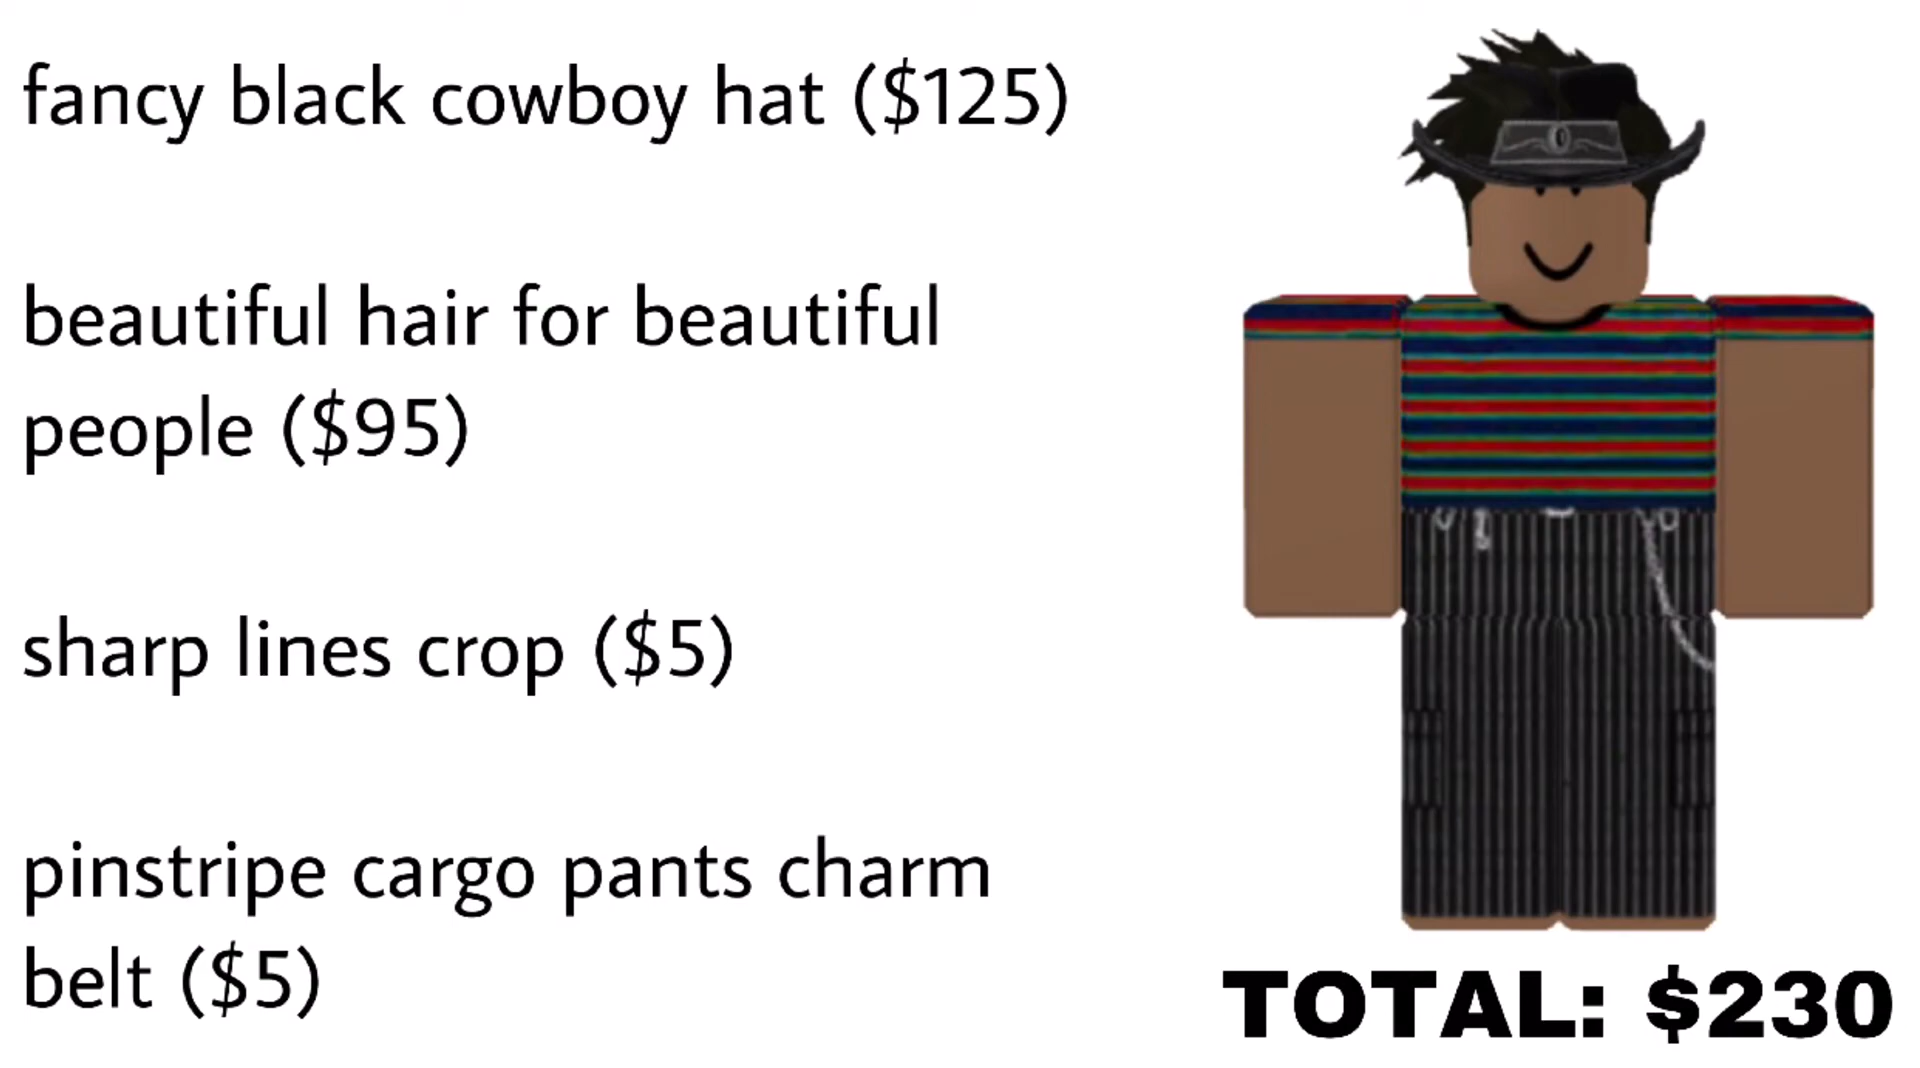 fancy black cowboy hat ($125)
beautiful hair for beautiful
people ($95)
sharp lines crop ($5)
pinstripe cargo pants charm
belt ($5)
TOTAL: $230